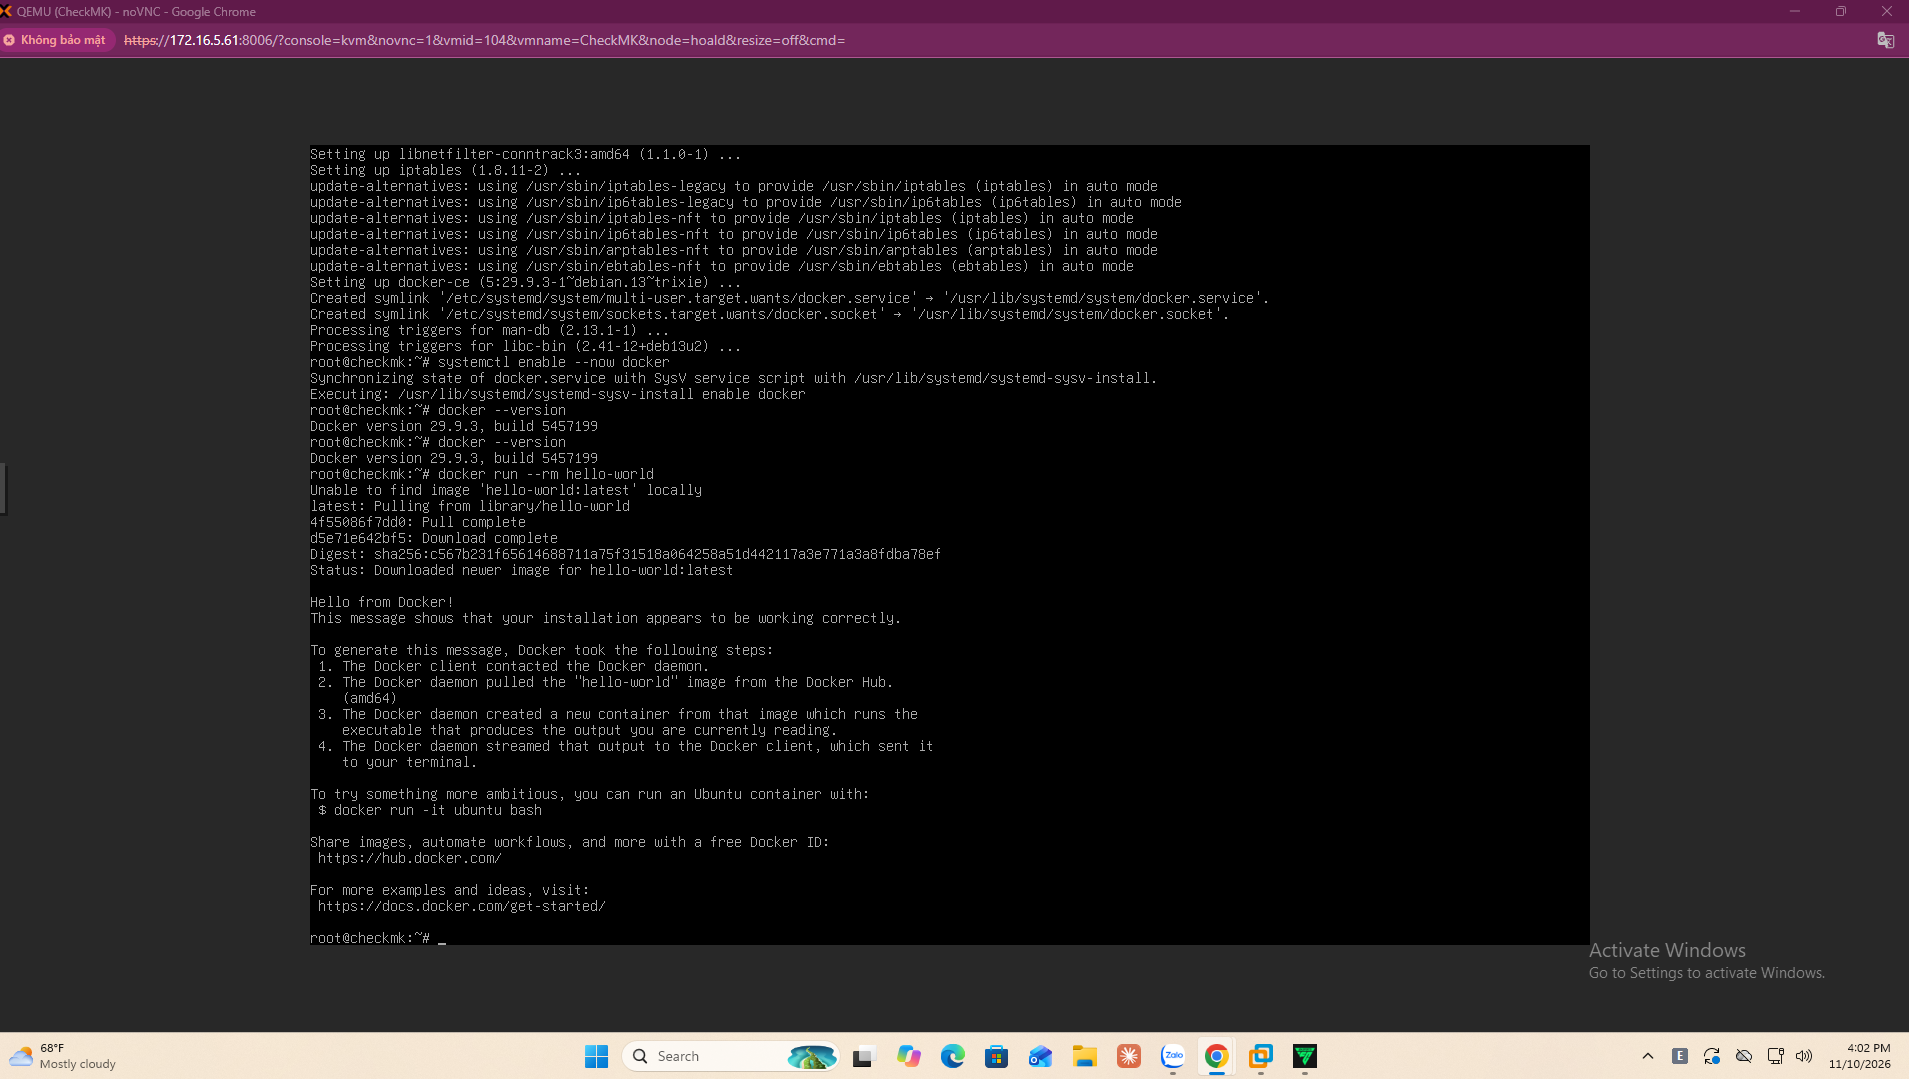 QEMU (CheckMK) - noVNC - Google Chrome
Không bảo mật https://172.16.5.61:8006/?console=kvm&novnc=1&vmid=104&vmname=CheckMK&node=hoald&resize=off&cmd=
Setting up libnetfilter-conntrack3:amd64 (1.1.0-1) ...
Setting up iptables (1.8.11-2) ...
update-alternatives: using /usr/sbin/iptables-legacy to provide /usr/sbin/iptables (iptables) in auto mode
update-alternatives: using /usr/sbin/ip6tables-legacy to provide /usr/sbin/ip6tables (ip6tables) in auto mode
update-alternatives: using /usr/sbin/iptables-nft to provide /usr/sbin/iptables (iptables) in auto mode
update-alternatives: using /usr/sbin/ip6tables-nft to provide /usr/sbin/ip6tables (ip6tables) in auto mode
update-alternatives: using /usr/sbin/arptables-nft to provide /usr/sbin/arptables (arptables) in auto mode
update-alternatives: using /usr/sbin/ebtables-nft to provide /usr/sbin/ebtables (ebtables) in auto mode
Setting up docker-ce (5:29.9.3-1~debian.13~trixie) ...
Created symlink '/etc/systemd/system/multi-user.target.wants/docker.service' → '/usr/lib/systemd/system/docker.service'.
Created symlink '/etc/systemd/system/sockets.target.wants/docker.socket' → '/usr/lib/systemd/system/docker.socket'.
Processing triggers for man-db (2.13.1-1) ...
Processing triggers for libc-bin (2.41-12+deb13u2) ...
root@checkmk:~# systemctl enable --now docker
Synchronizing state of docker.service with SysV service script with /usr/lib/systemd/systemd-sysv-install.
Executing: /usr/lib/systemd/systemd-sysv-install enable docker
root@checkmk:~# docker --version
Docker version 29.9.3, build 5457199
root@checkmk:~# docker --version
Docker version 29.9.3, build 5457199
root@checkmk:~# docker run --rm hello-world
Unable to find image 'hello-world:latest' locally
latest: Pulling from library/hello-world
4f55086f7dd0: Pull complete
d5e71e642bf5: Download complete
Digest: sha256:c567b231f65614688711a75f31518a064258a51d442117a3e771a3a8fdba78ef
Status: Downloaded newer image for hello-world:latest
Hello from Docker!
This message shows that your installation appears to be working correctly.
To generate this message, Docker took the following steps:
1. The Docker client contacted the Docker daemon.
2. The Docker daemon pulled the "hello-world" image from the Docker Hub.
(amd64)
3. The Docker daemon created a new container from that image which runs the
executable that produces the output you are currently reading.
4. The Docker daemon streamed that output to the Docker client, which sent it
to your terminal.
To try something more ambitious, you can run an Ubuntu container with:
$ docker run -it ubuntu bash
Share images, automate workflows, and more with a free Docker ID:
https://hub.docker.com/
For more examples and ideas, visit:
https://docs.docker.com/get-started/
root@checkmk:~# _
Activate Windows
Go to Settings to activate Windows.
68°F
Mostly cloudy
Search
Zalo
E
4:02 PM
11/10/2026